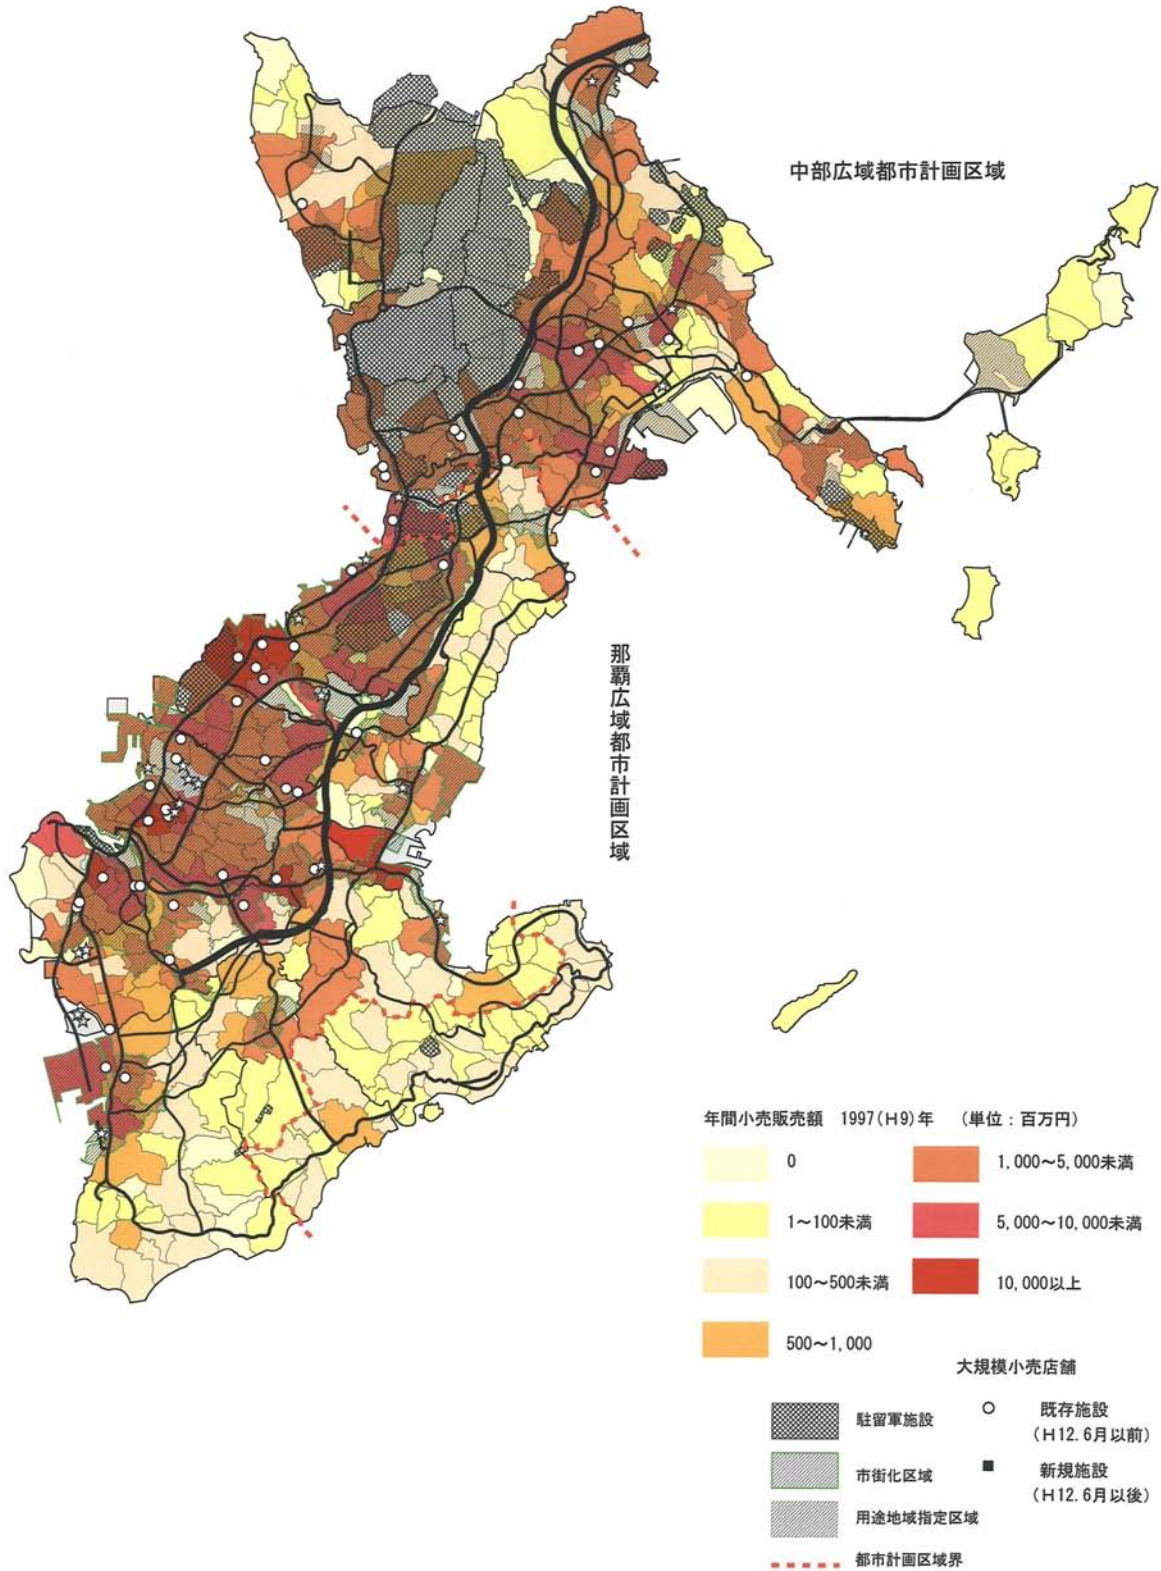 中部広域都市計画区域
那覇広域都市計画区域
年間小売販売額 1997(H9)年 (単位：百万円)
0
1,000～5,000未満
1～100未満
5,000～10,000未満
100～500未満
10,000以上
500～1,000
大規模小売店舗
駐留軍施設
既存施設
(H12.6月以前)
市街化区域
新規施設
(H12.6月以後)
用途地域指定区域
都市計画区域界